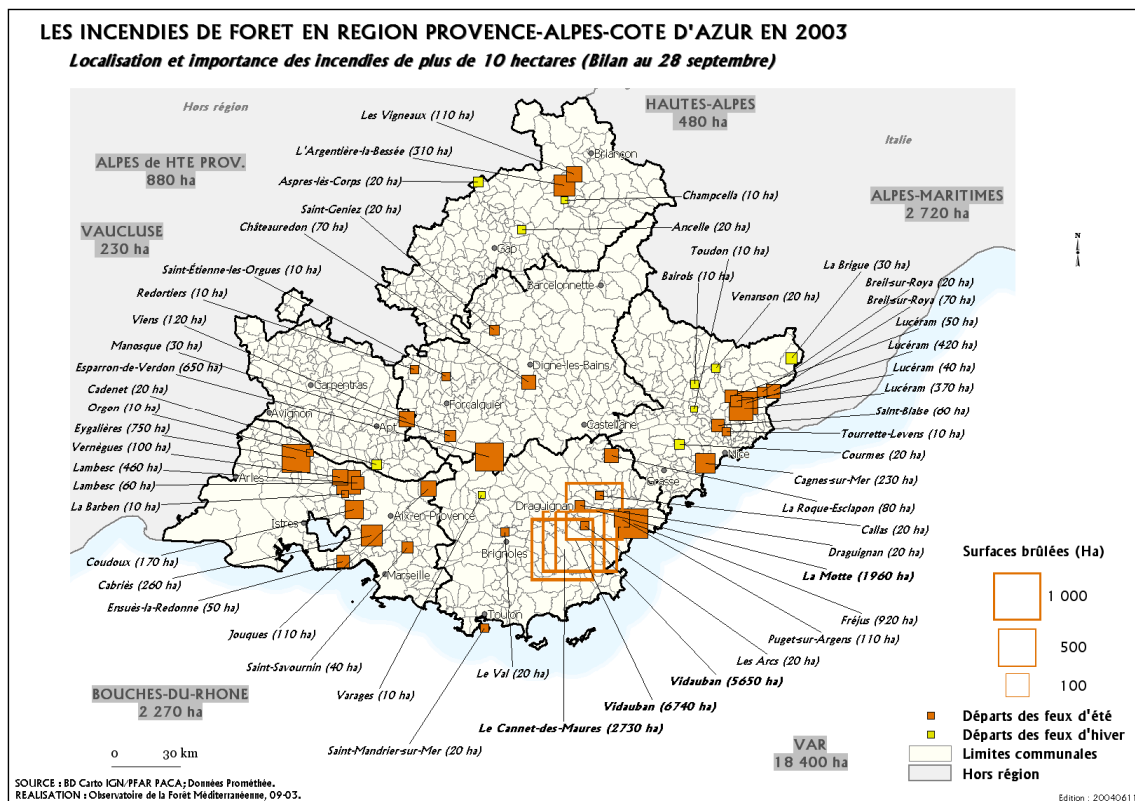 LES INCENDIES DE FORET EN REGION PROVENCE-ALPES-COTE D'AZUR EN 2003
Localisation et importance des incendies de plus de 10 hectares (Bilan au 28 septembre)
Hors région
HAUTES-ALPES
480 ha
Les Vigneaux (110 ha)
Italie
Briançon
L'Argentière-la-Bessée (310 ha)
ALPES de HTE PROV.
880 ha
Aspres-lès-Corps (20 ha)
Champcella (10 ha)
ALPES-MARITIMES
2 720 ha
Saint-Geniez (20 ha)
Châteauredon (70 ha)
Ancelle (20 ha)
VAUCLUSE
230 ha
N
Gap
Toudon (10 ha)
Saint-Étienne-les-Orgues (10 ha)
Bairols (10 ha)
La Brigue (30 ha)
Barcelonnette
Breil-sur-Roya (20 ha)
Redortiers (10 ha)
Venanson (20 ha)
Breil-sur-Roya (70 ha)
Viens (120 ha)
Lucéram (50 ha)
Manosque (30 ha)
Lucéram (420 ha)
Esparron-de-Verdon (650 ha)
Digne-les-Bains
Lucéram (40 ha)
Cadenet (20 ha)
Carpentras
Lucéram (370 ha)
Orgon (10 ha)
Forcalquier
Avignon
Saint-Blaise (60 ha)
Eygalières (750 ha)
Apt
Castellane
Tourrette-Levens (10 ha)
Vernègues (100 ha)
Nice
Courmes (20 ha)
Lambesc (460 ha)
Arles
Grasse
Cagnes-sur-Mer (230 ha)
Lambesc (60 ha)
La Barben (10 ha)
Draguignan
La Roque-Esclapon (80 ha)
Istres
Aix-en-Provence
Callas (20 ha)
Brignoles
Draguignan (20 ha)
Surfaces brûlées (Ha)
Coudoux (170 ha)
Marseille
La Motte (1960 ha)
Cabriès (260 ha)
1 000
Ensuès-la-Redonne (50 ha)
Toulon
Fréjus (920 ha)
Jouques (110 ha)
Puget-sur-Argens (110 ha)
500
Saint-Savournin (40 ha)
Le Val (20 ha)
Les Arcs (20 ha)
Varages (10 ha)
Vidauban (5650 ha)
100
BOUCHES-DU-RHONE
2 270 ha
Vidauban (6740 ha)
Départs des feux d'été
Le Cannet-des-Maures (2730 ha)
Départs des feux d'hiver
Saint-Mandrier-sur-Mer (20 ha)
VAR
18 400 ha
Limites communales
0 30 km
Hors région
SOURCE : BD Carto IGN/PFAR PACA; Données Prométhée.
REALISATION : Observatoire de la Forêt Méditerranéenne, 09-03.
Edition : 20040611